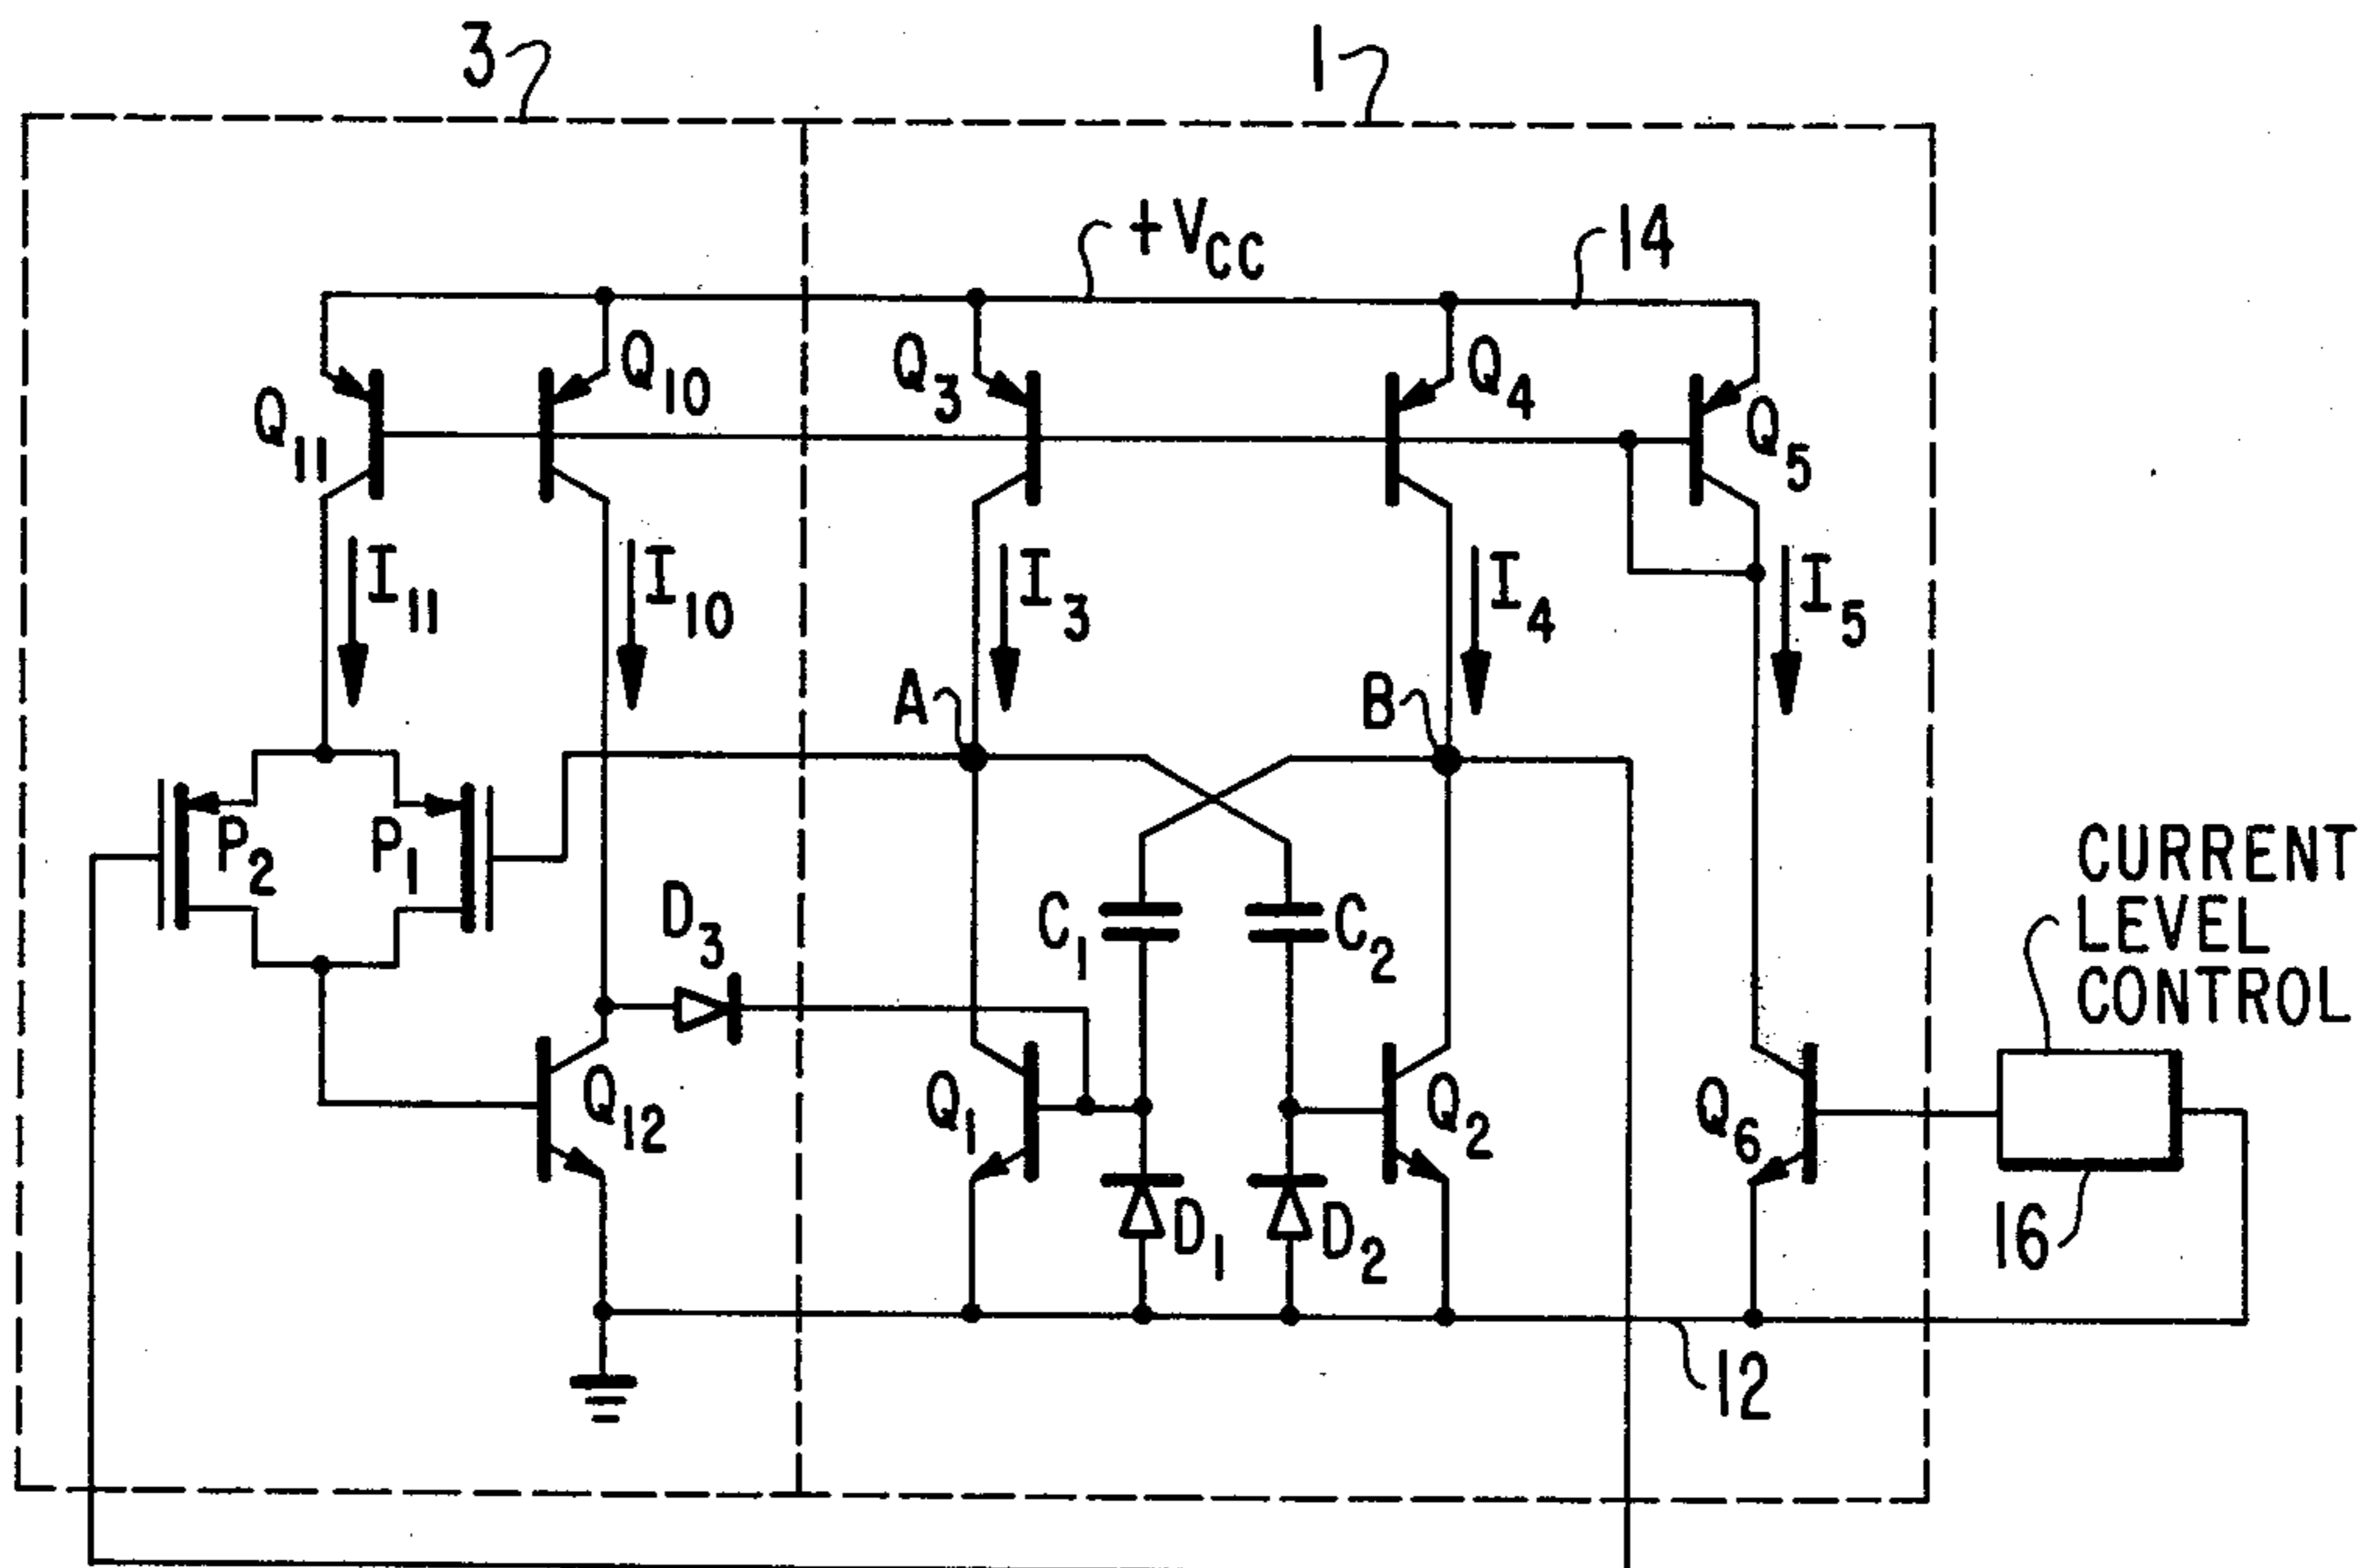 3
1
+VCC
14
Q11
Q10
Q3
Q4
Q5
I11
I10
I3
I4
I5
A
B
P2
P1
D3
C1
C2
CURRENT
LEVEL
CONTROL
Q12
Q1
Q2
Q6
D1
D2
16
12